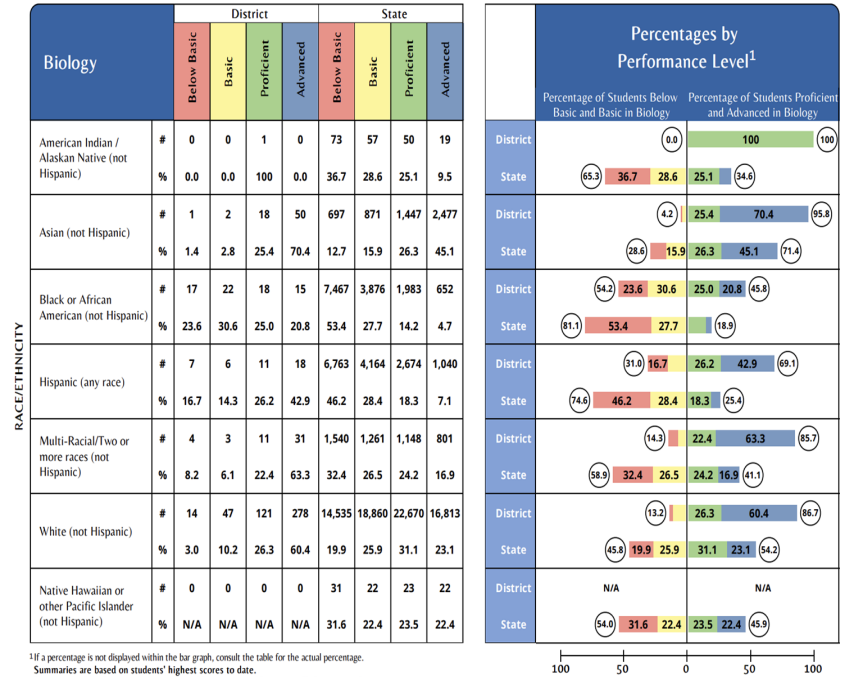 Biology
District State
Below Basic Basic Proficient Advanced Below Basic Basic Proficient Advanced
RACE/ETHNICITY
American Indian /
Alaskan Native (not
Hispanic)
# 0 0 1 0 73 57 50 19
% 0.0 0.0 100 0.0 36.7 28.6 25.1 9.5
Asian (not Hispanic)
# 1 2 18 50 697 871 1,447 2,477
% 1.4 2.8 25.4 70.4 12.7 15.9 26.3 45.1
Black or African
American (not Hispanic)
# 17 22 18 15 7,467 3,876 1,983 652
% 23.6 30.6 25.0 20.8 53.4 27.7 14.2 4.7
Hispanic (any race)
# 7 6 11 18 6,763 4,164 2,674 1,040
% 16.7 14.3 26.2 42.9 46.2 28.4 18.3 7.1
Multi-Racial/Two or
more races (not
Hispanic)
# 4 3 11 31 1,540 1,261 1,148 801
% 8.2 6.1 22.4 63.3 32.4 26.5 24.2 16.9
White (not Hispanic)
# 14 47 121 278 14,535 18,860 22,670 16,813
% 3.0 10.2 26.3 60.4 19.9 25.9 31.1 23.1
Native Hawaiian or
other Pacific Islander
(not Hispanic)
# 0 0 0 0 31 22 23 22
% N/A N/A N/A N/A 31.6 22.4 23.5 22.4
Percentages by
Performance Level1
Percentage of Students Below
Basic and Basic in Biology
Percentage of Students Proficient
and Advanced in Biology
District 0.0 100 100
State 65.3 36.7 28.6 25.1 34.6
District 4.2 25.4 70.4 95.8
State 28.6 15.9 26.3 45.1 71.4
District 54.2 23.6 30.6 25.0 20.8 45.8
State 81.1 53.4 27.7 18.9
District 31.0 16.7 26.2 42.9 69.1
State 74.6 46.2 28.4 18.3 25.4
District 14.3 22.4 63.3 85.7
State 58.9 32.4 26.5 24.2 16.9 41.1
District 13.2 26.3 60.4 86.7
State 45.8 19.9 25.9 31.1 23.1 54.2
District N/A N/A
State 54.0 31.6 22.4 23.5 22.4 45.9
100 50 0 50 100
1If a percentage is not displayed within the bar graph, consult the table for the actual percentage.
Summaries are based on students' highest scores to date.